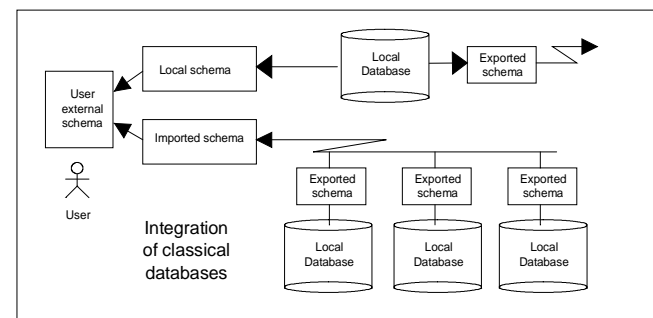 Local schema
Local
Database
Exported
schema
User
external
schema
Imported schema
User
Exported
schema
Exported
schema
Exported
schema
Integration
of classical
databases
Local
Database
Local
Database
Local
Database